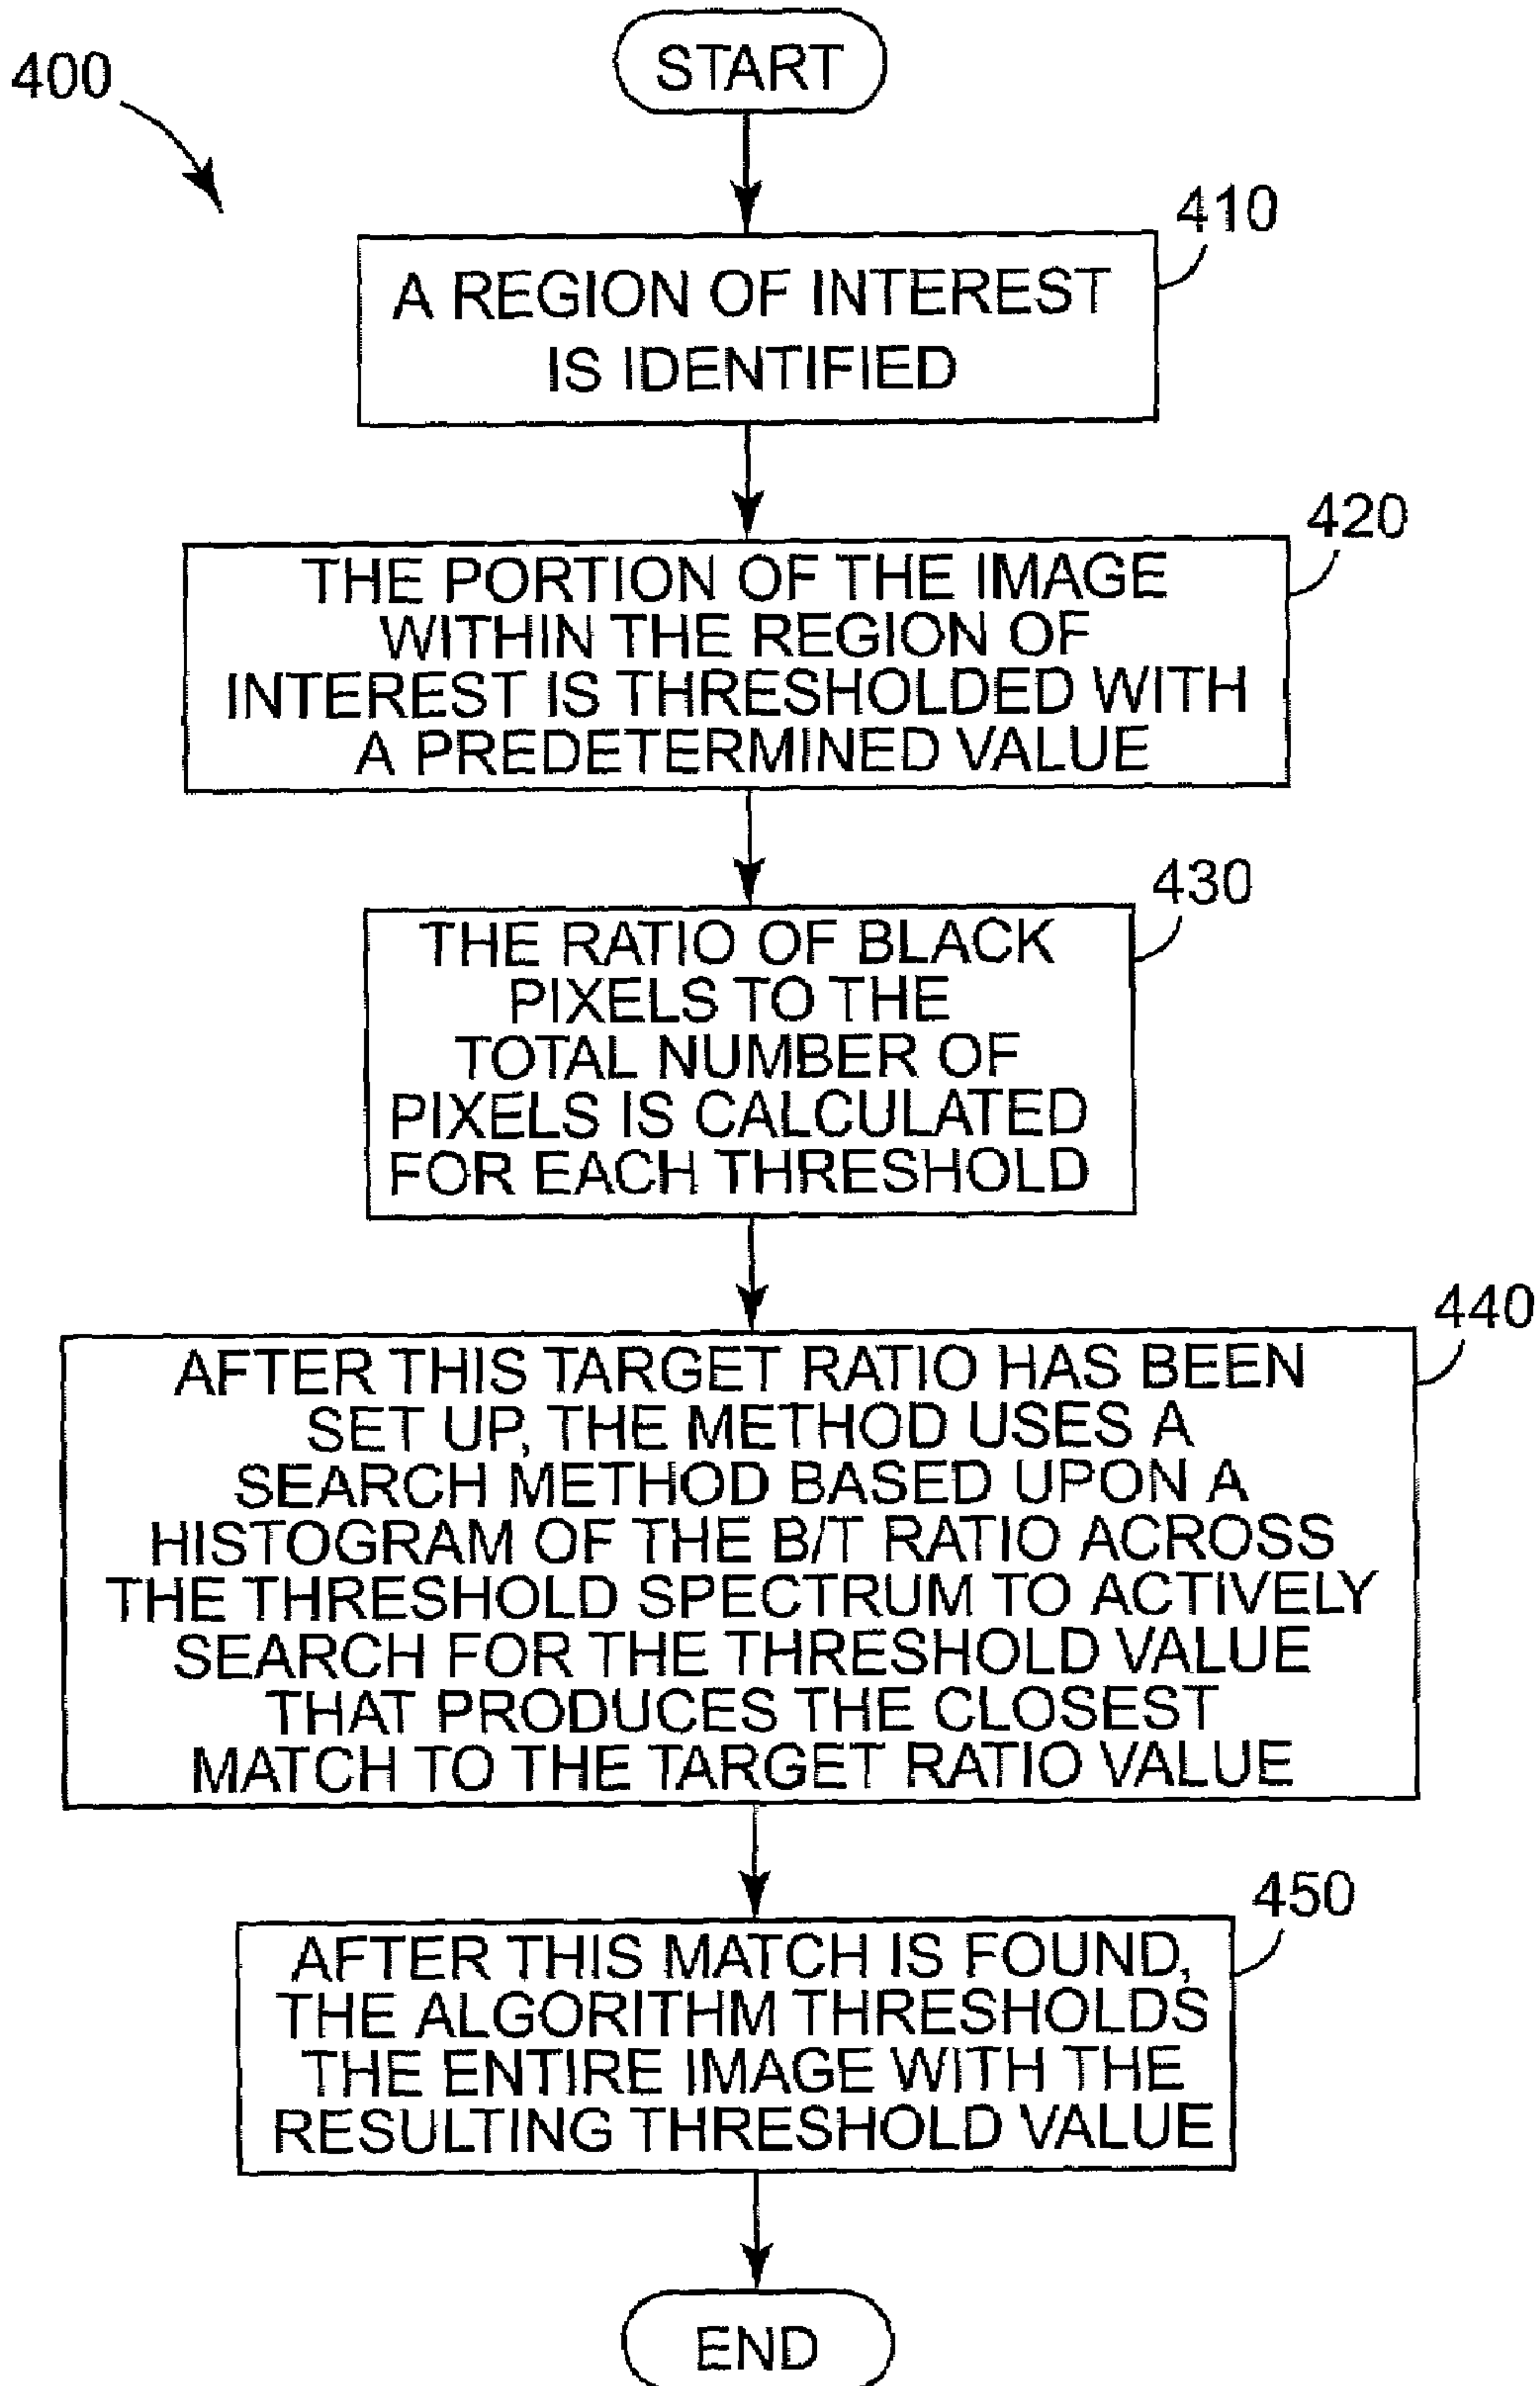 400
START
410
A REGION OF INTEREST
IS IDENTIFIED
420
THE PORTION OF THE IMAGE
WITHIN THE REGION OF
INTEREST IS THRESHOLDED WITH
A PREDETERMINED VALUE
430
THE RATIO OF BLACK
PIXELS TO THE
TOTAL NUMBER OF
PIXELS IS CALCULATED
FOR EACH THRESHOLD
440
AFTER THIS TARGET RATIO HAS BEEN
SET UP, THE METHOD USES A
SEARCH METHOD BASED UPON A
HISTOGRAM OF THE B/T RATIO ACROSS
THE THRESHOLD SPECTRUM TO ACTIVELY
SEARCH FOR THE THRESHOLD VALUE
THAT PRODUCES THE CLOSEST
MATCH TO THE TARGET RATIO VALUE
450
AFTER THIS MATCH IS FOUND,
THE ALGORITHM THRESHOLDS
THE ENTIRE IMAGE WITH THE
RESULTING THRESHOLD VALUE
END